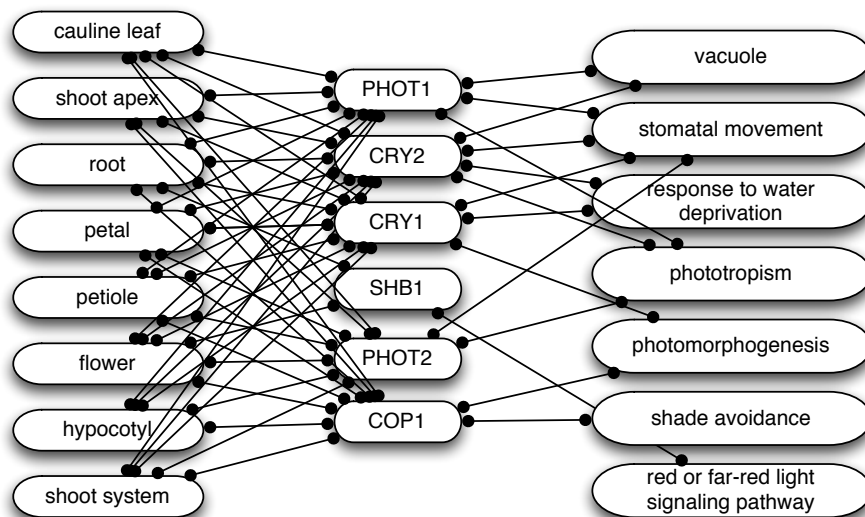 cauline leaf
shoot apex
root
petal
petiole
flower
hypocotyl
shoot system
PHOT1
CRY2
CRY1
SHB1
PHOT2
COP1
vacuole
stomatal movement
response to water
deprivation
phototropism
photomorphogenesis
shade avoidance
red or far-red light
signaling pathway